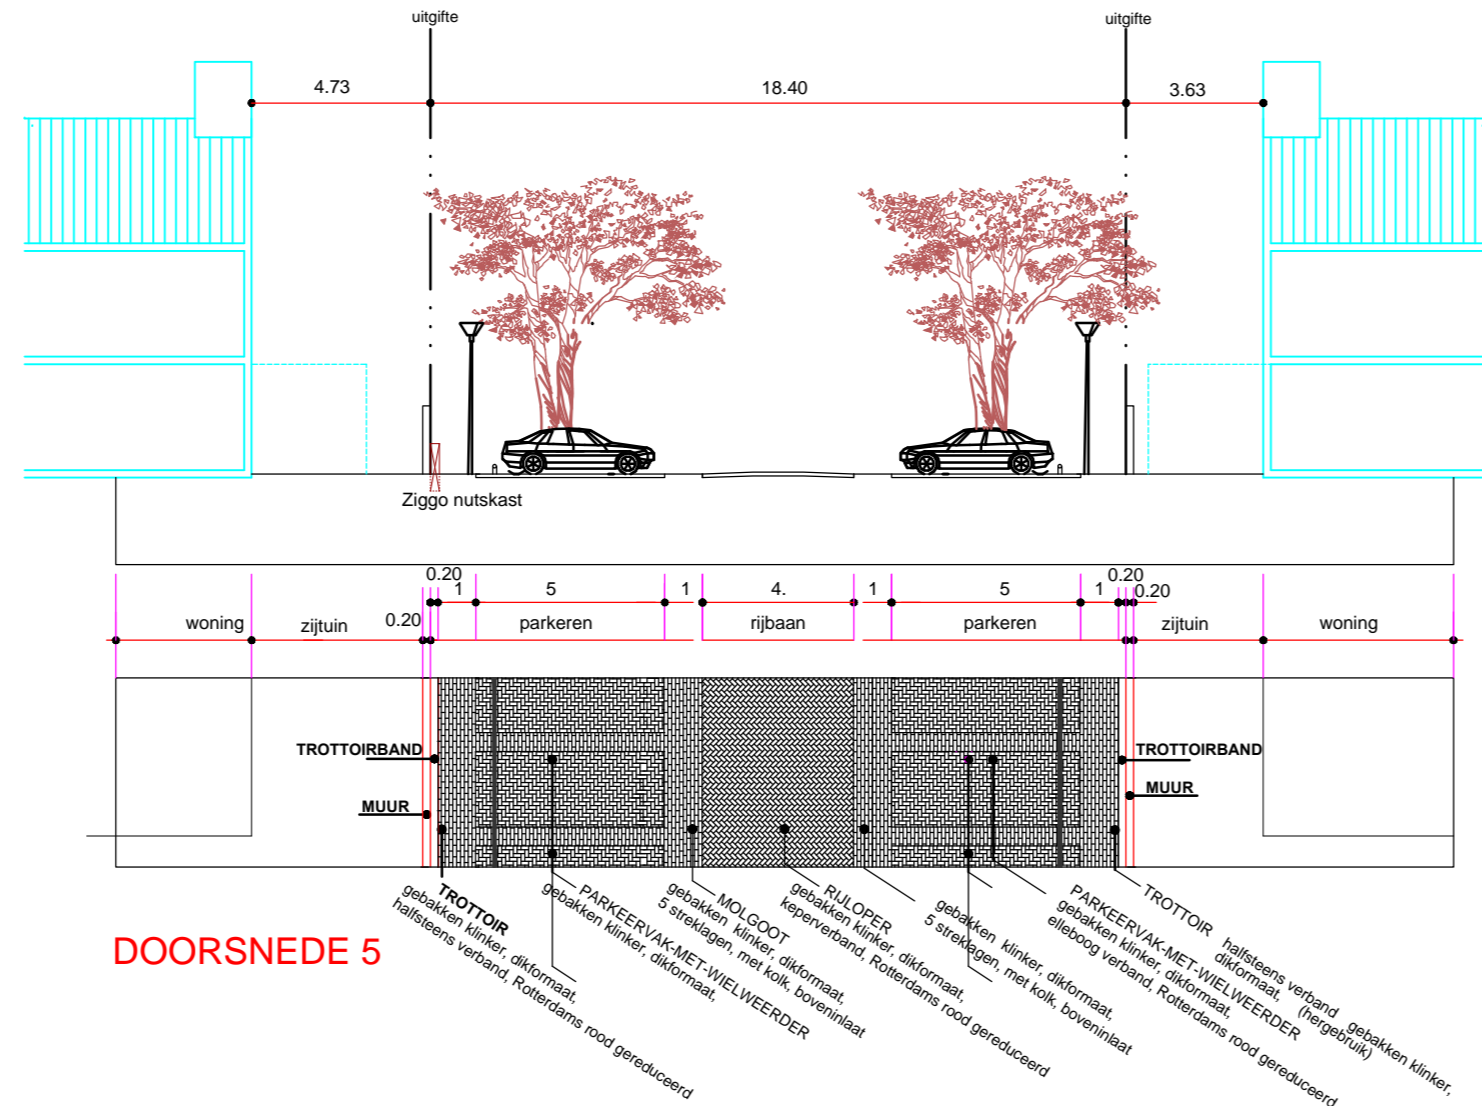 uitgifte
uitgifte
4.73
18.40
3.63
Ziggo nutskast
0.20
1
5
1
4.
1
5
1
0.20
0.20
woning
zijtuin
0.20
parkeren
rijbaan
parkeren
zijtuin
woning
TROTTOIRBAND
MUUR
TROTTOIRBAND
MUUR
DOORSNEDE 5
TROTTOIR
gebakken klinker, dikformaat,
halfsteens verband, Rotterdams rood gereduceerd
PARKEERVAK-MET-WIELWEERDER
gebakken klinker, dikformaat,
MOLGOOT
gebakken klinker, dikformaat,
5 streklagen, met kolk, boveninlaat
RIJLOPER
gebakken klinker, dikformaat,
keperverband, Rotterdams rood gereduceerd
gebakken klinker, dikformaat,
5 streklagen, met kolk, boveninlaat
PARKEERVAK-MET-WIELWEERDER
gebakken klinker, dikformaat,
elleboog verband, Rotterdams rood gereduceerd
TROTTOIR halfsteens verband gebakken klinker,
dikformaat, (hergebruik)